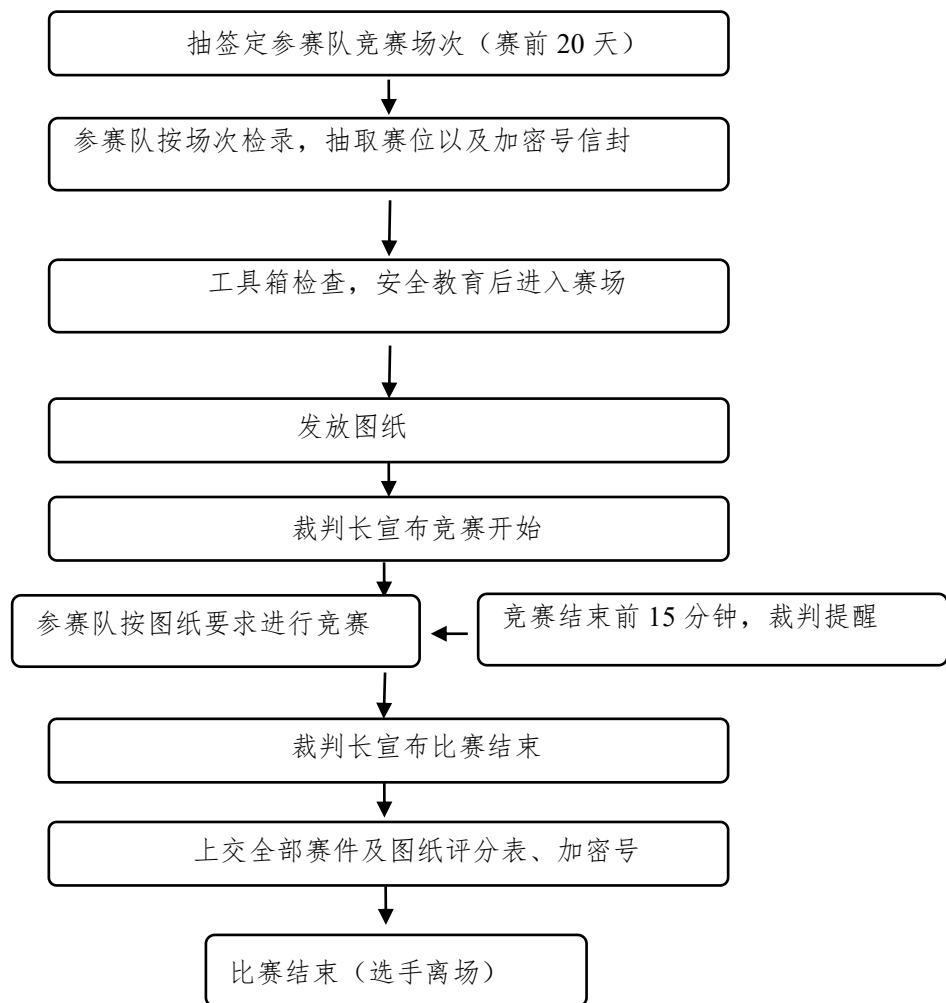 抽签定参赛队竞赛场次（赛前 20 天）
参赛队按场次检录，抽取赛位以及加密号信封
工具箱检查，安全教育后进入赛场
发放图纸
裁判长宣布竞赛开始
参赛队按图纸要求进行竞赛
竞赛结束前 15 分钟，裁判提醒
裁判长宣布比赛结束
上交全部赛件及图纸评分表、加密号
比赛结束（选手离场）